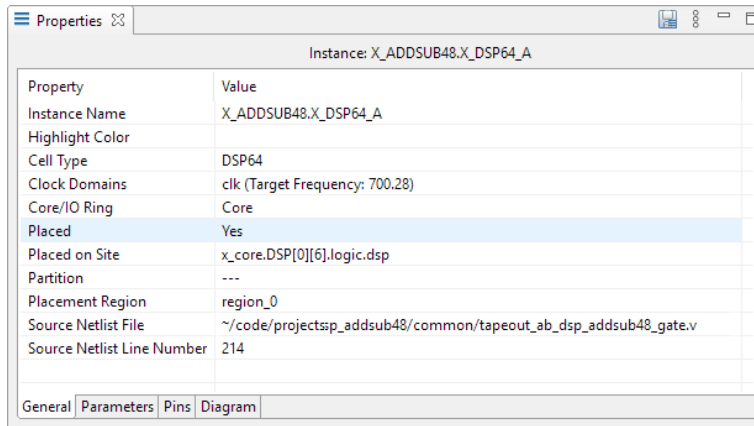 Properties
Instance: X_ADDSUB48.X_DSP64_A
Property Value
Instance Name X_ADDSUB48.X_DSP64_A
Highlight Color
Cell Type DSP64
Clock Domains clk (Target Frequency: 700.28)
Core/IO Ring Core
Placed Yes
Placed on Site x_core.DSP[0][6].logic.dsp
Partition ---
Placement Region region_0
Source Netlist File ~/code/projectssp_addsub48/common/tapeout_ab_dsp_addsub48_gate.v
Source Netlist Line Number 214
General Parameters Pins Diagram